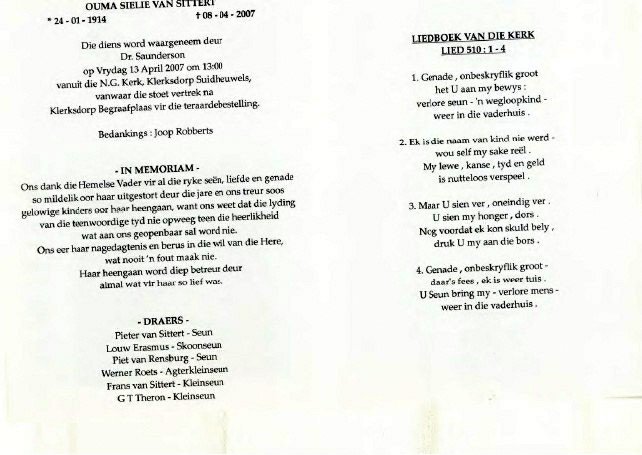 OUMA SIELIE VAN SITTERT
* 24 - 01 - 1914
† 08 - 04 - 2007
Die diens word waargeneem deur
Dr. Saunderson
op Vrydag 13 April 2007 om 13:00
vanuit die N.G. Kerk, Klerksdorp Suidheuwels,
vanwaar die stoet vertrek na
Klerksdorp Begraafplaas vir die teraardebestelling.
Bedankings : Joop Robberts
- IN MEMORIAM -
Ons dank die Hemelse Vader vir al die ryke seën, liefde en genade
so mildelik oor haar uitgestort deur die jare en ons treur soos
gelowige kinders oor haar heengaan, want ons weet dat die lyding
van die teenwoordige tyd nie opweeg teen die heerlikheid
wat aan ons geopenbaar sal word nie.
Ons eer haar nagedagtenis en berus in die wil van die Here,
wat nooit 'n fout maak nie.
Haar heengaan word diep betreur deur
almal wat vir haar so lief was.
- DRAERS -
Pieter van Sittert - Seun
Louw Erasmus - Skoonseun
Piet van Rensburg - Seun
Werner Roets - Agterkleinseun
Frans van Sittert - Kleinseun
G T Theron - Kleinseun
LIEDBOEK VAN DIE KERK
LIED 510 : 1 - 4
1. Genade , onbeskryflik groot
het U aan my bewys :
verlore seun - 'n wegloopkind -
weer in die vaderhuis .
2. Ek is die naam van kind nie werd -
wou self my sake reël .
My lewe , kanse , tyd en geld
is nutteloos verspeel .
3. Maar U sien ver , oneindig ver .
U sien my honger , dors .
Nog voordat ek kon skuld bely ,
druk U my aan die bors .
4. Genade , onbeskryflik groot -
daar's fees , ek is weer tuis .
U Seun bring my - verlore mens -
weer in die vaderhuis .